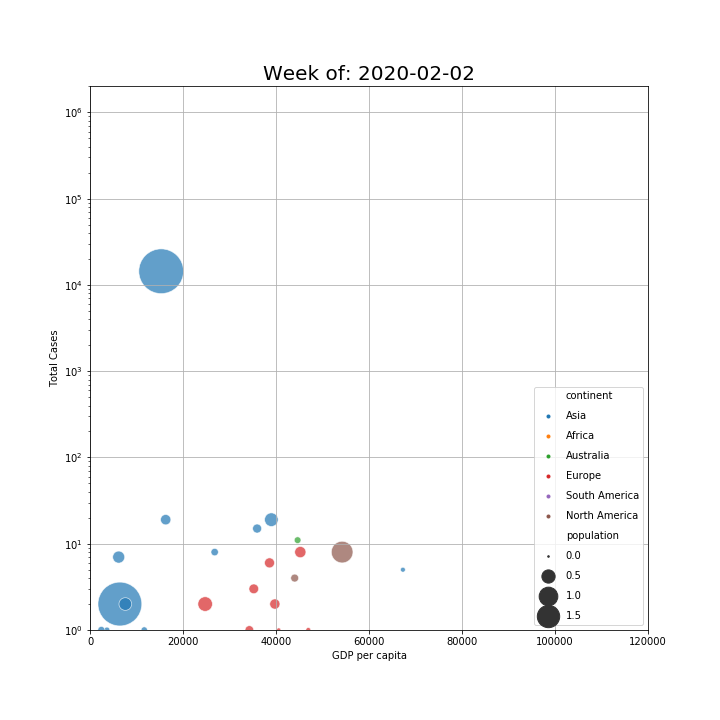 Week of: 2020-02-02
10^6
10^5
10^4
10^3
10^2
10^1
10^0
Total Cases
0
20000
40000
60000
80000
100000
120000
GDP per capita
continent
Asia
Africa
Australia
Europe
South America
North America
population
0.0
0.5
1.0
1.5